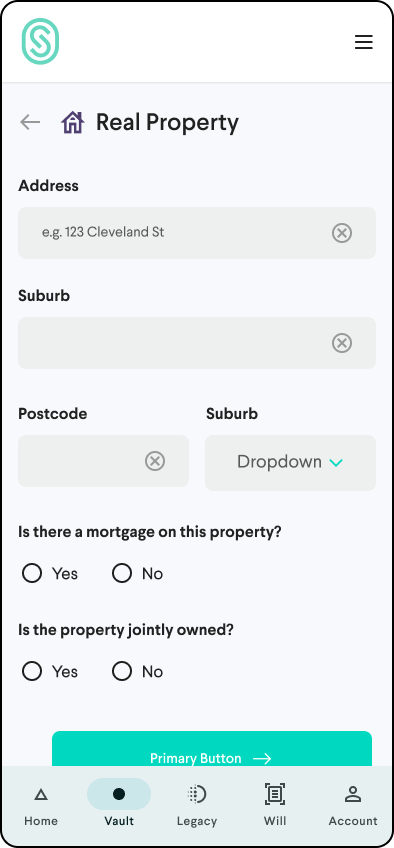 Real Property
Address
e.g. 123 Cleveland St
Suburb
Postcode
Suburb
Dropdown
Is there a mortgage on this property?
Yes
No
Is the property jointly owned?
Yes
No
Primary Button
Home
Vault
Legacy
Will
Account